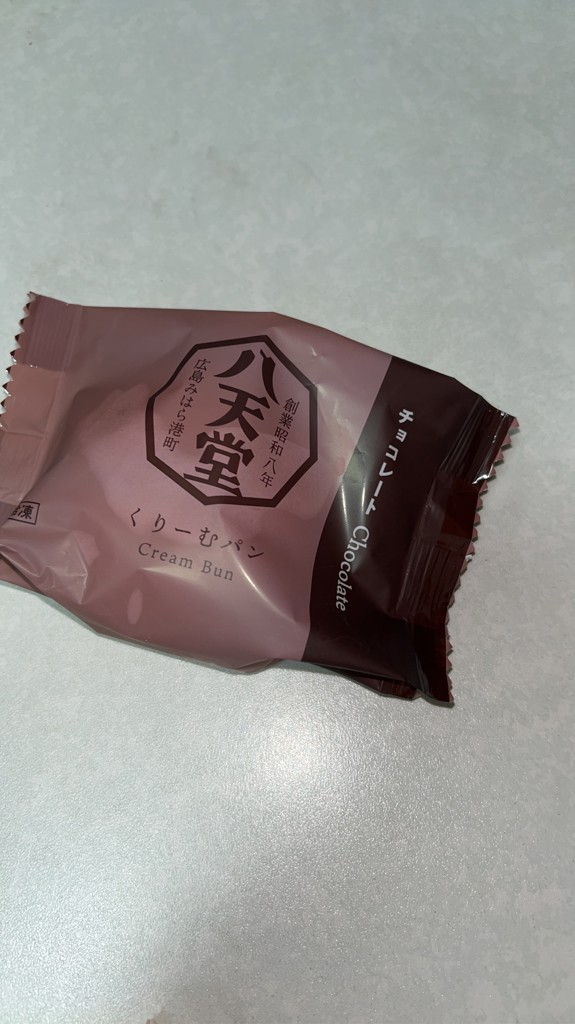 創業昭和八年
八天堂
広島みはら港町
くりーむパン
Cream Bun
チョコレート Chocolate
凍